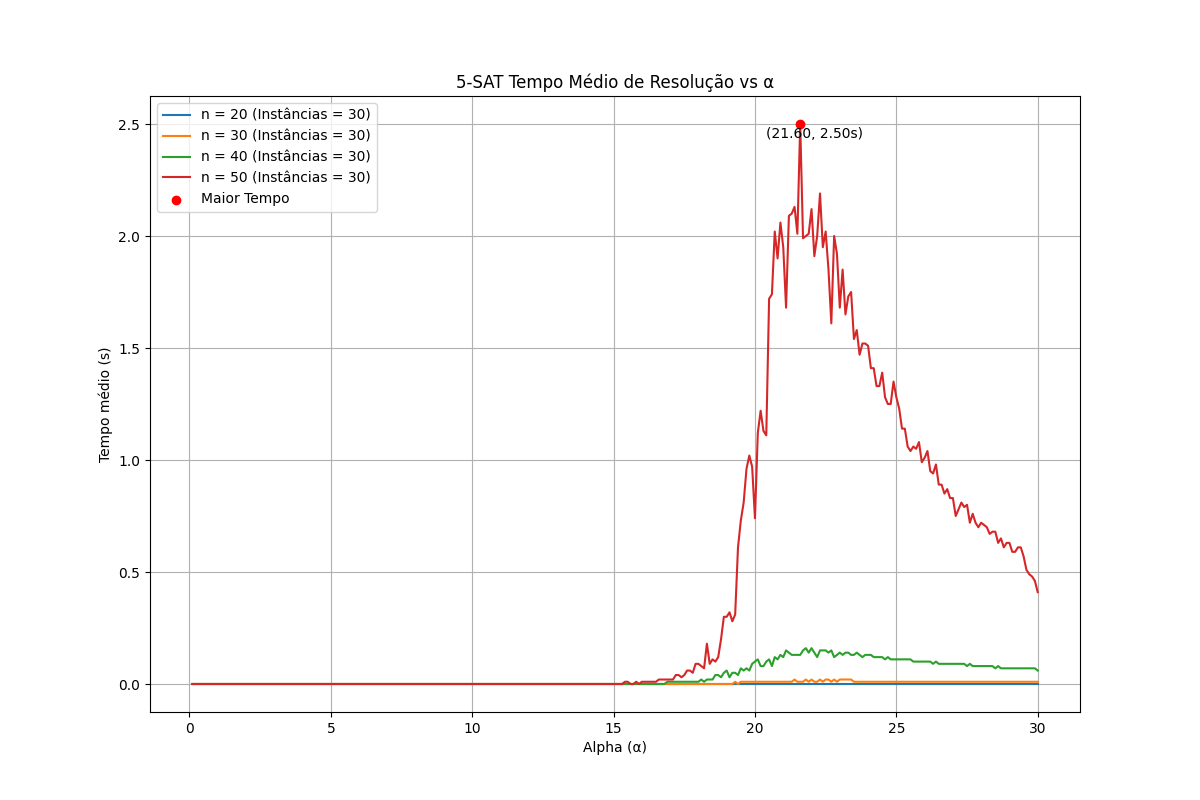 5-SAT Tempo Médio de Resolução vs α
n = 20 (Instâncias = 30)
n = 30 (Instâncias = 30)
n = 40 (Instâncias = 30)
n = 50 (Instâncias = 30)
Maior Tempo
(21.60, 2.50s)
Tempo médio (s)
2.5
2.0
1.5
1.0
0.5
0.0
0 5 10 15 20 25 30
Alpha (α)